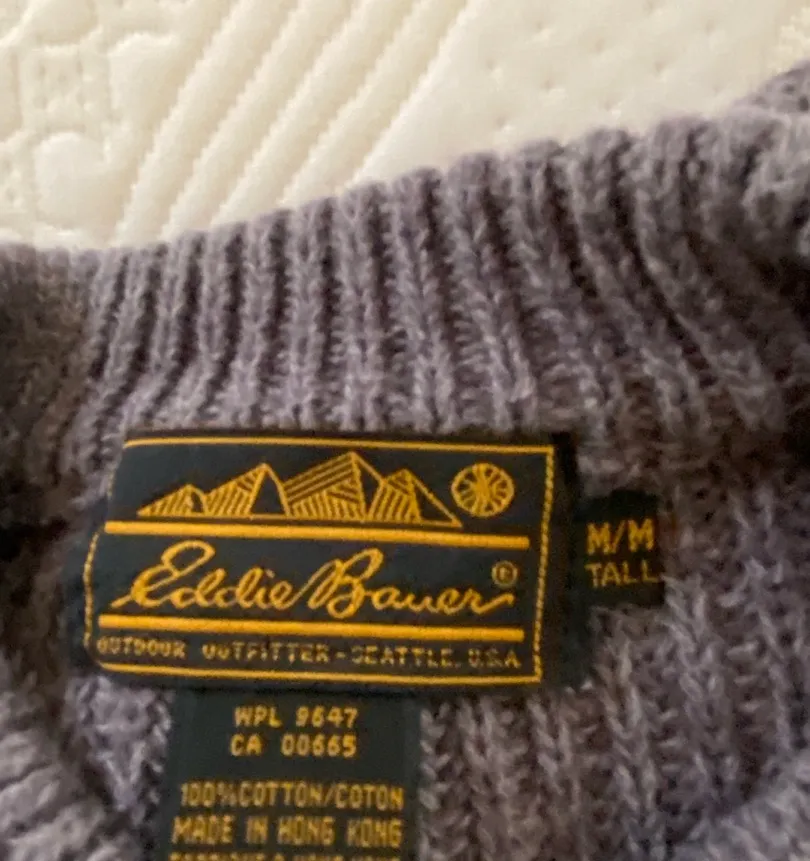 Eddie Bauer®
OUTDOOR OUTFITTER-SEATTLE, U.S.A
M/M
TALL
WPL 9647
CA 00665
100%COTTON/COTON
MADE IN HONG KONG